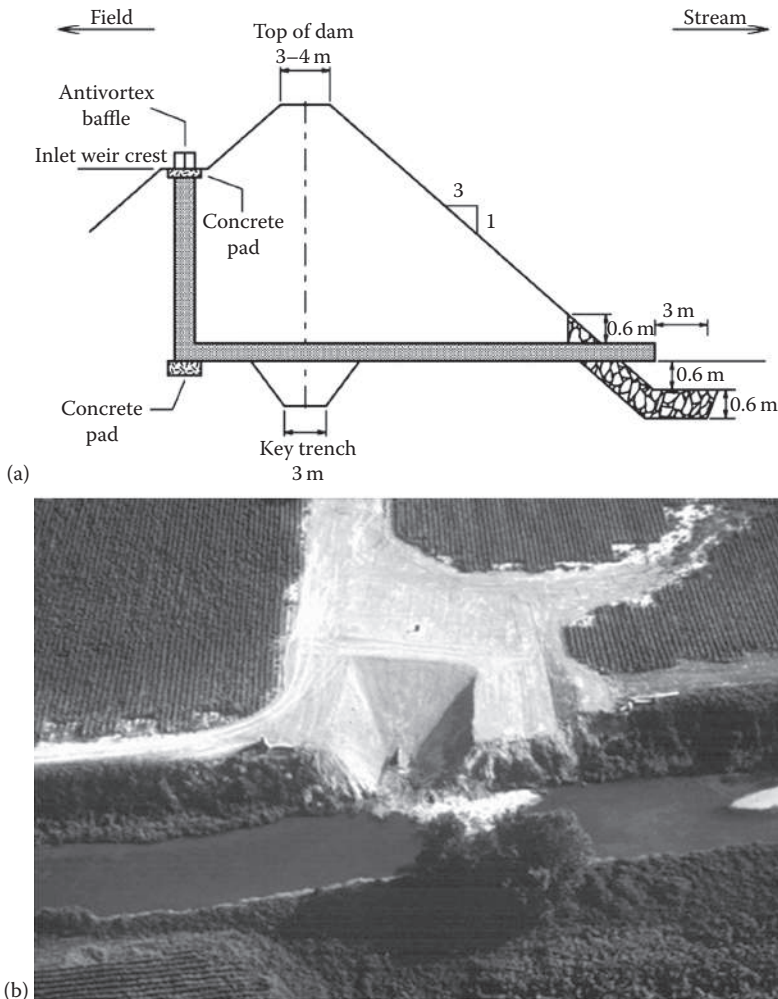 Field
Stream
Top of dam
3–4 m
Antivortex
baffle
Inlet weir crest
Concrete
pad
3
1
3 m
0.6 m
0.6 m
0.6 m
Concrete
pad
Key trench
3 m
(a)
(b)